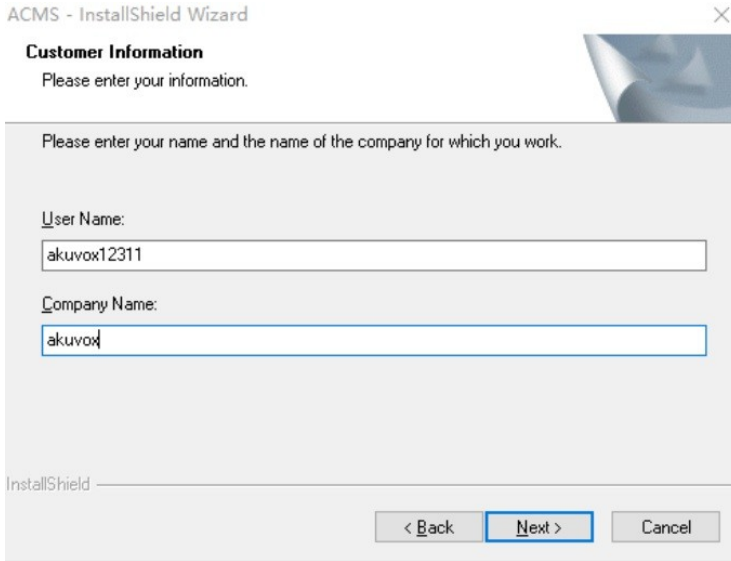 ACMS - InstallShield Wizard
Customer Information
Please enter your information.
Please enter your name and the name of the company for which you work.
User Name:
akuvox12311
Company Name:
akuvox
InstallShield
< Back
Next >
Cancel